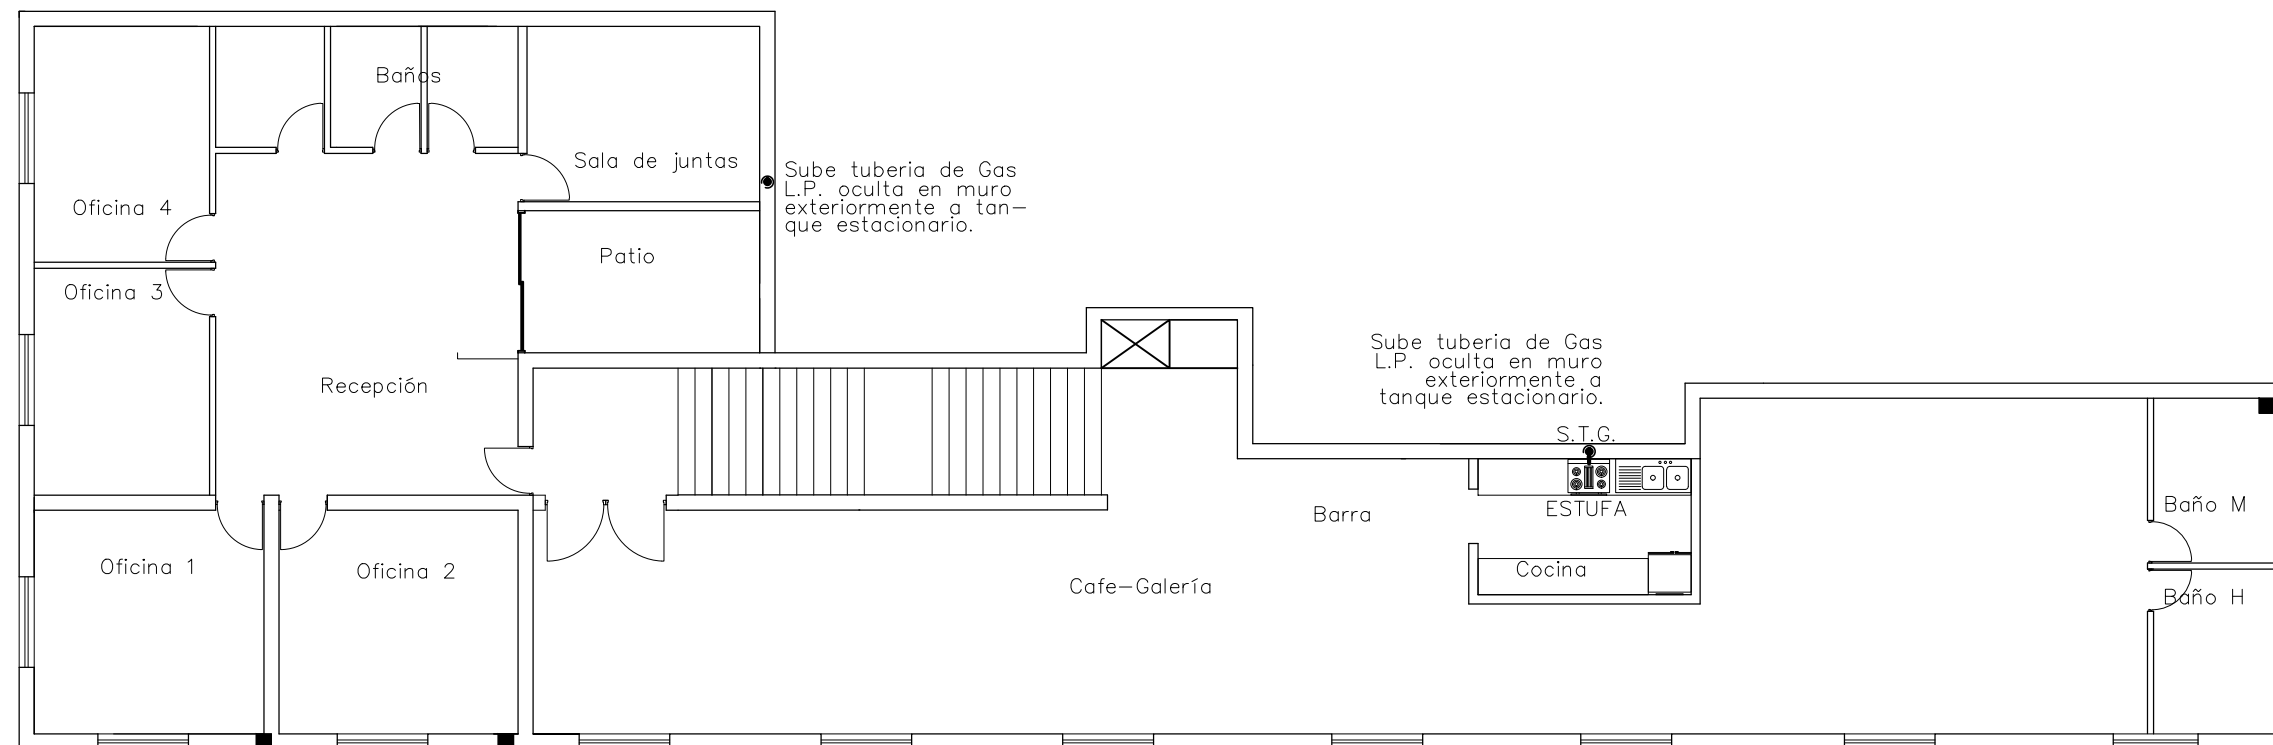 Baños
Sala de juntas
Sube tuberia de Gas
L.P. oculta en muro
exteriormente a tan-
que estacionario.
Oficina 4
Patio
Oficina 3
Sube tuberia de Gas
L.P. oculta en muro
exteriormente a
tanque estacionario.
Recepción
S.T.G.
ESTUFA
Barra
Baño M
Oficina 1
Oficina 2
Cocina
Cafe-Galería
Baño H